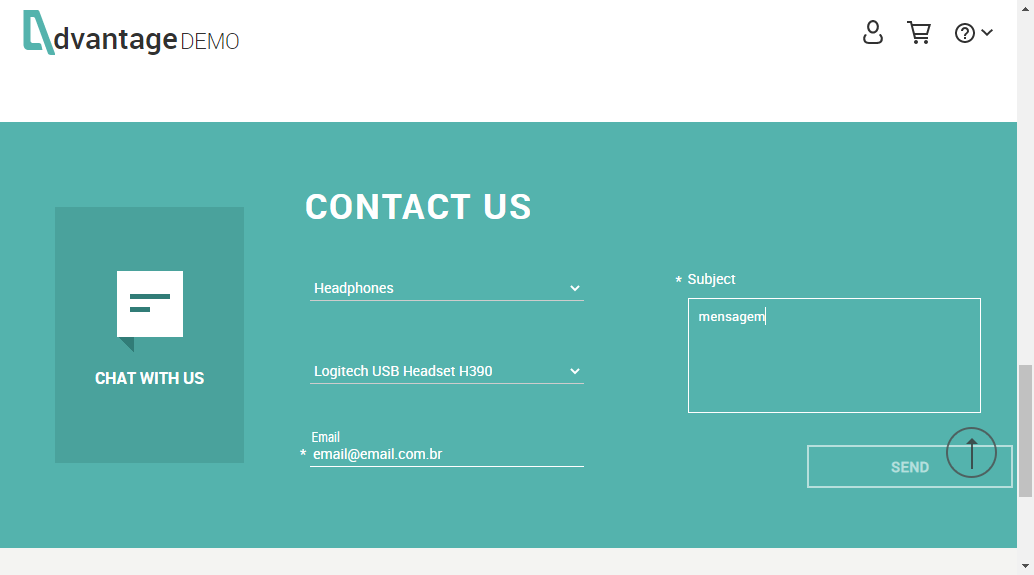 dvantage DEMO
CONTACT US
Headphones
* Subject
mensagem
Logitech USB Headset H390
CHAT WITH US
Email
* email@email.com.br
SEND